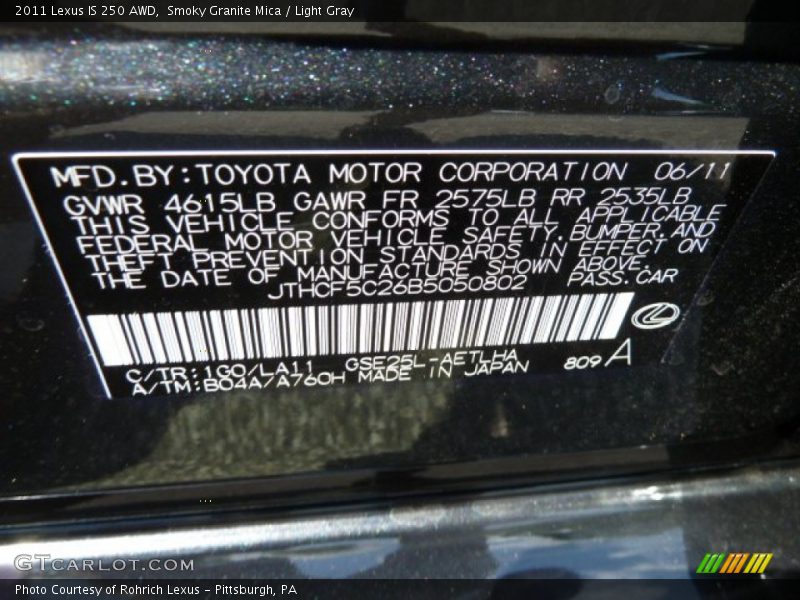 2011 Lexus IS 250 AWD, Smoky Granite Mica / Light Gray
MFD.BY:TOYOTA MOTOR CORPORATION 06/11
GVWR 4615LB GAWR FR 2575LB RR 2535LB
THIS VEHICLE CONFORMS TO ALL APPLICABLE
FEDERAL MOTOR VEHICLE SAFETY,BUMPER,AND
THEFT PREVENTION STANDARDS IN EFFECT ON
THE DATE OF MANUFACTURE SHOWN ABOVE.
JTHCF5C26B5050802 PASS.CAR
C/TR:1G0/LA11 GSE25L-AETLHA
A/TM:B04A7A760H MADE IN JAPAN 809 A
GTCARLOT.COM
Photo Courtesy of Rohrich Lexus - Pittsburgh, PA